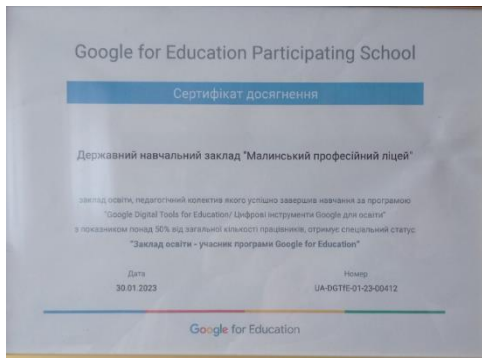 Google for Education Participating School
Сертифікат досягнення
Державний навчальний заклад "Малинський професійний ліцей"
заклад освіти, педагогічний колектив якого успішно завершив навчання за програмою
"Google Digital Tools for Education/ Цифрові інструменти Google для освіти"
з показником понад 50% від загальної кількості працівників, отримує спеціальний статус
"Заклад освіти - учасник програми Google for Education"
Дата
Номер
30.01.2023
UA-DGTfE-01-23-00412
Google for Education